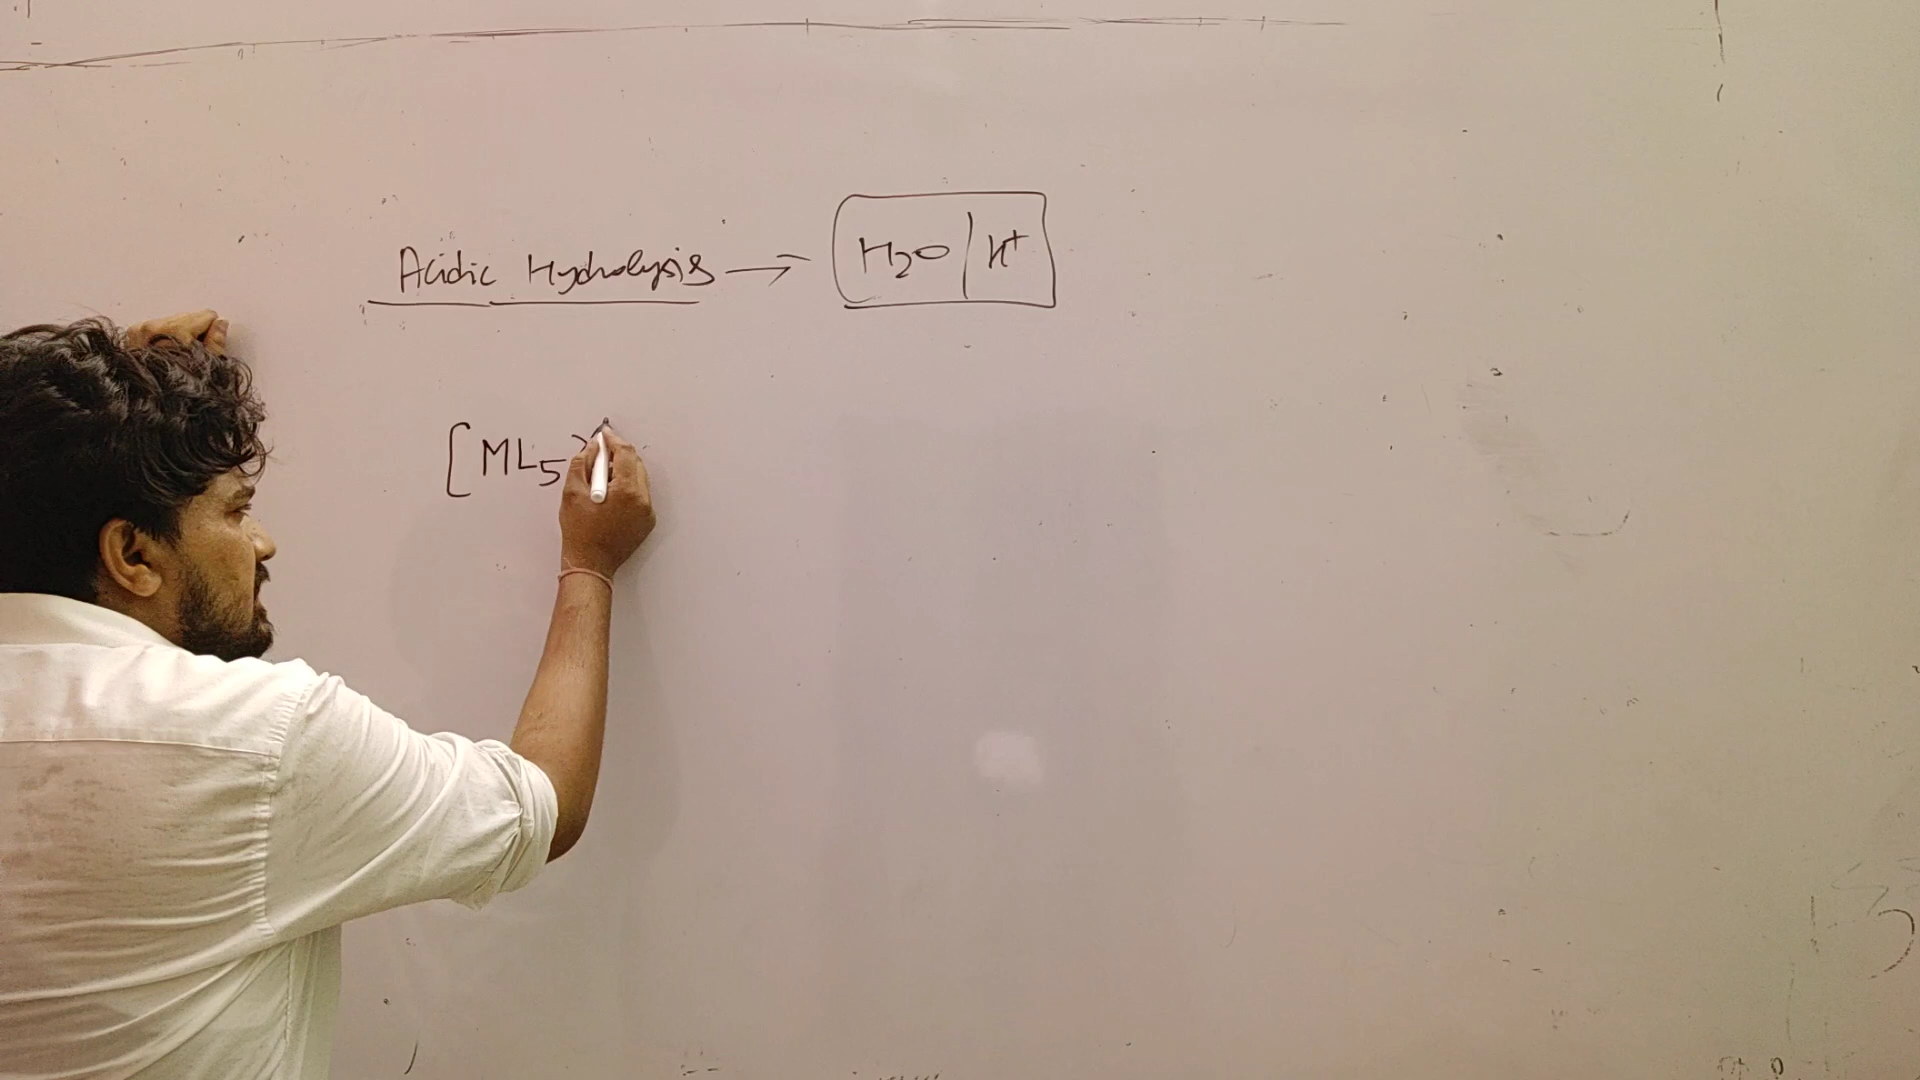 Acidic Hydrolysis → H₂O | H⁺
[ML₅